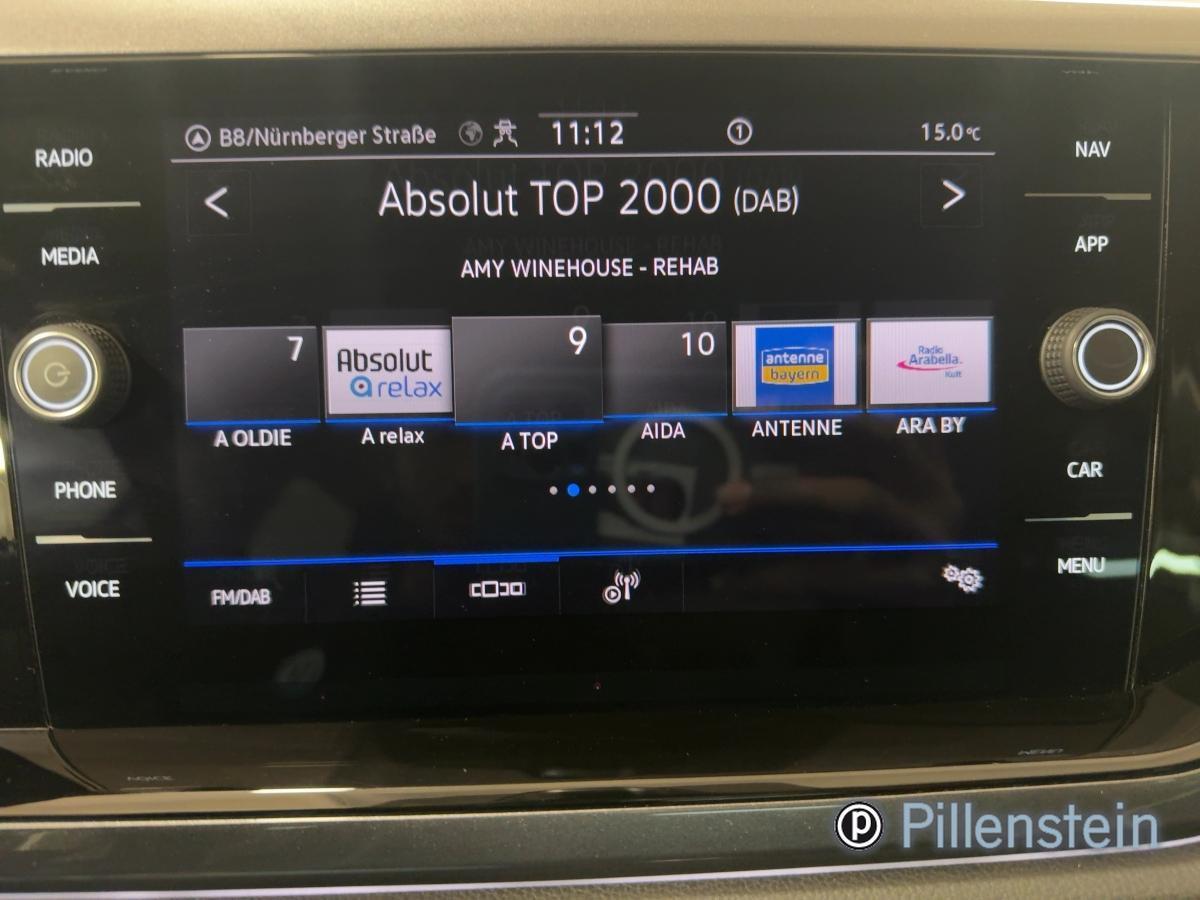 RADIO
MEDIA
PHONE
VOICE
B8/Nürnberger Straße
11:12
1
15.0°C
< Absolut TOP 2000 (DAB) >
AMY WINEHOUSE - REHAB
7
Absolut
relax
9
10
antenne
bayern
Radio
Arabella.
Kult
A OLDIE
A relax
A TOP
AIDA
ANTENNE
ARA BY
FM/DAB
NAV
APP
CAR
MENU
P Pillenstein